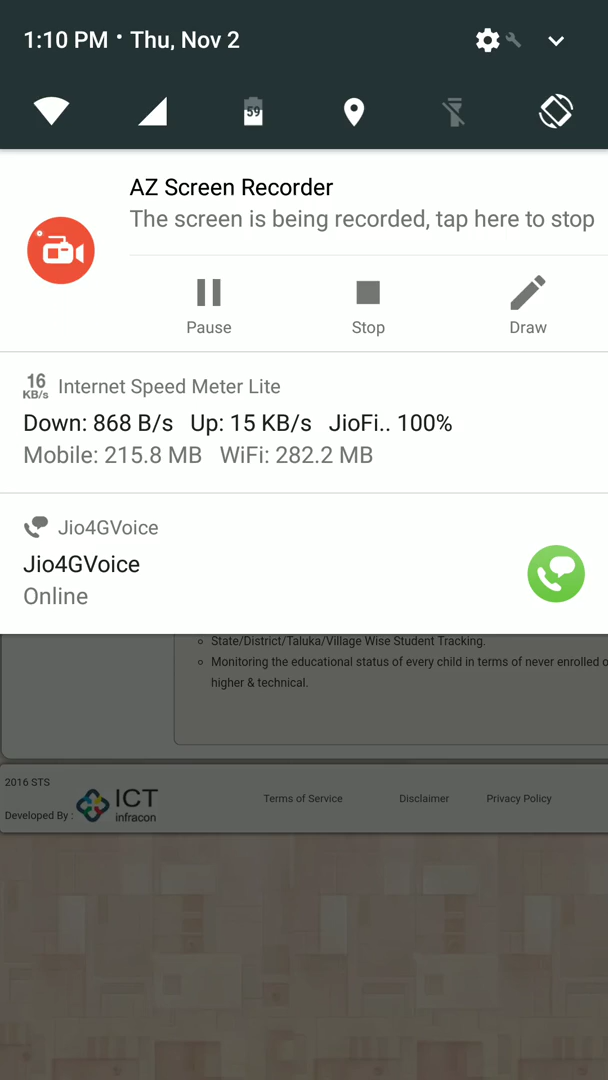 1:10 PM • Thu, Nov 2
59
AZ Screen Recorder
The screen is being recorded, tap here to stop
Pause
Stop
Draw
16
KB/s
Internet Speed Meter Lite
Down: 868 B/s Up: 15 KB/s JioFi.. 100%
Mobile: 215.8 MB WiFi: 282.2 MB
Jio4GVoice
Jio4GVoice
Online
State/District/Taluka/Village Wise Student Tracking.
Monitoring the educational status of every child in terms of never enrolled
higher & technical.
2016 STS
Developed By :
ICT
infracon
Terms of Service
Disclaimer
Privacy Policy